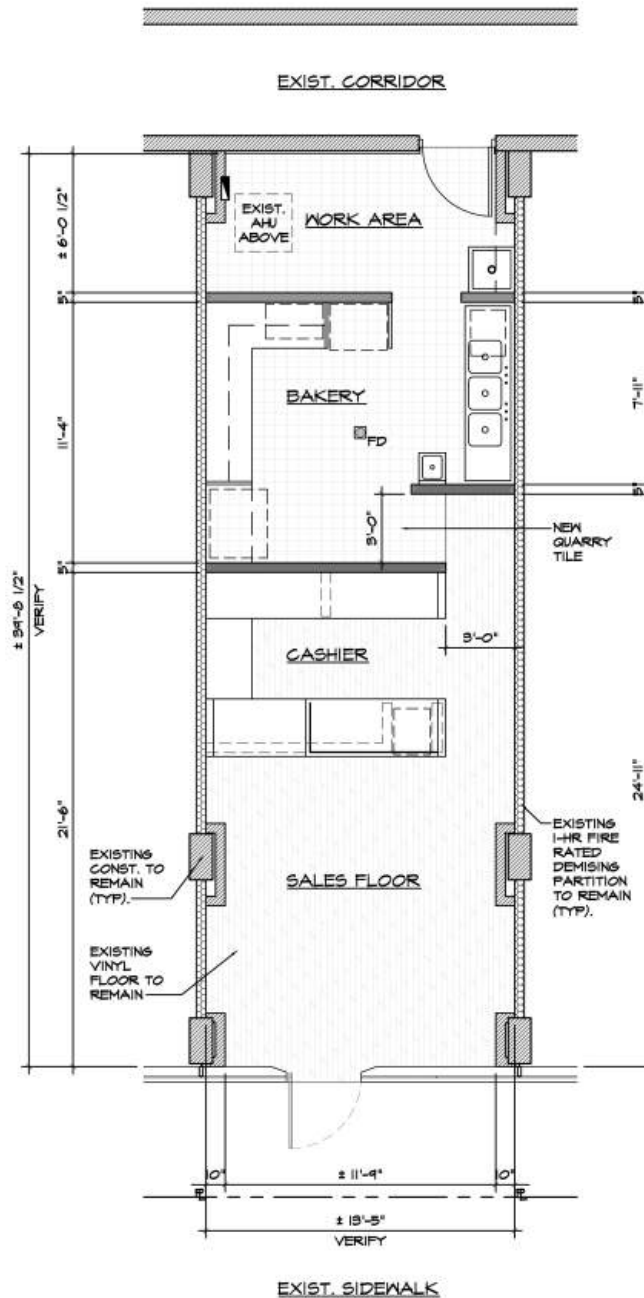 EXIST. CORRIDOR
± 6'-0 1/2"
EXIST.
AHU
ABOVE
WORK AREA
5"
5"
7'-11"
BAKERY
FD
11'-4"
5"
3'-0"
NEW
QUARRY
TILE
5"
± 39'-8 1/2"
VERIFY
CASHIER
3'-0"
21'-6"
24'-11"
EXISTING
CONST. TO
REMAIN
(TYP).
SALES FLOOR
EXISTING
1-HR FIRE
RATED
DEMISING
PARTITION
TO REMAIN
(TYP).
EXISTING
VINYL
FLOOR TO
REMAIN
10"
± 11'-9"
10"
± 13'-5"
VERIFY
EXIST. SIDEWALK